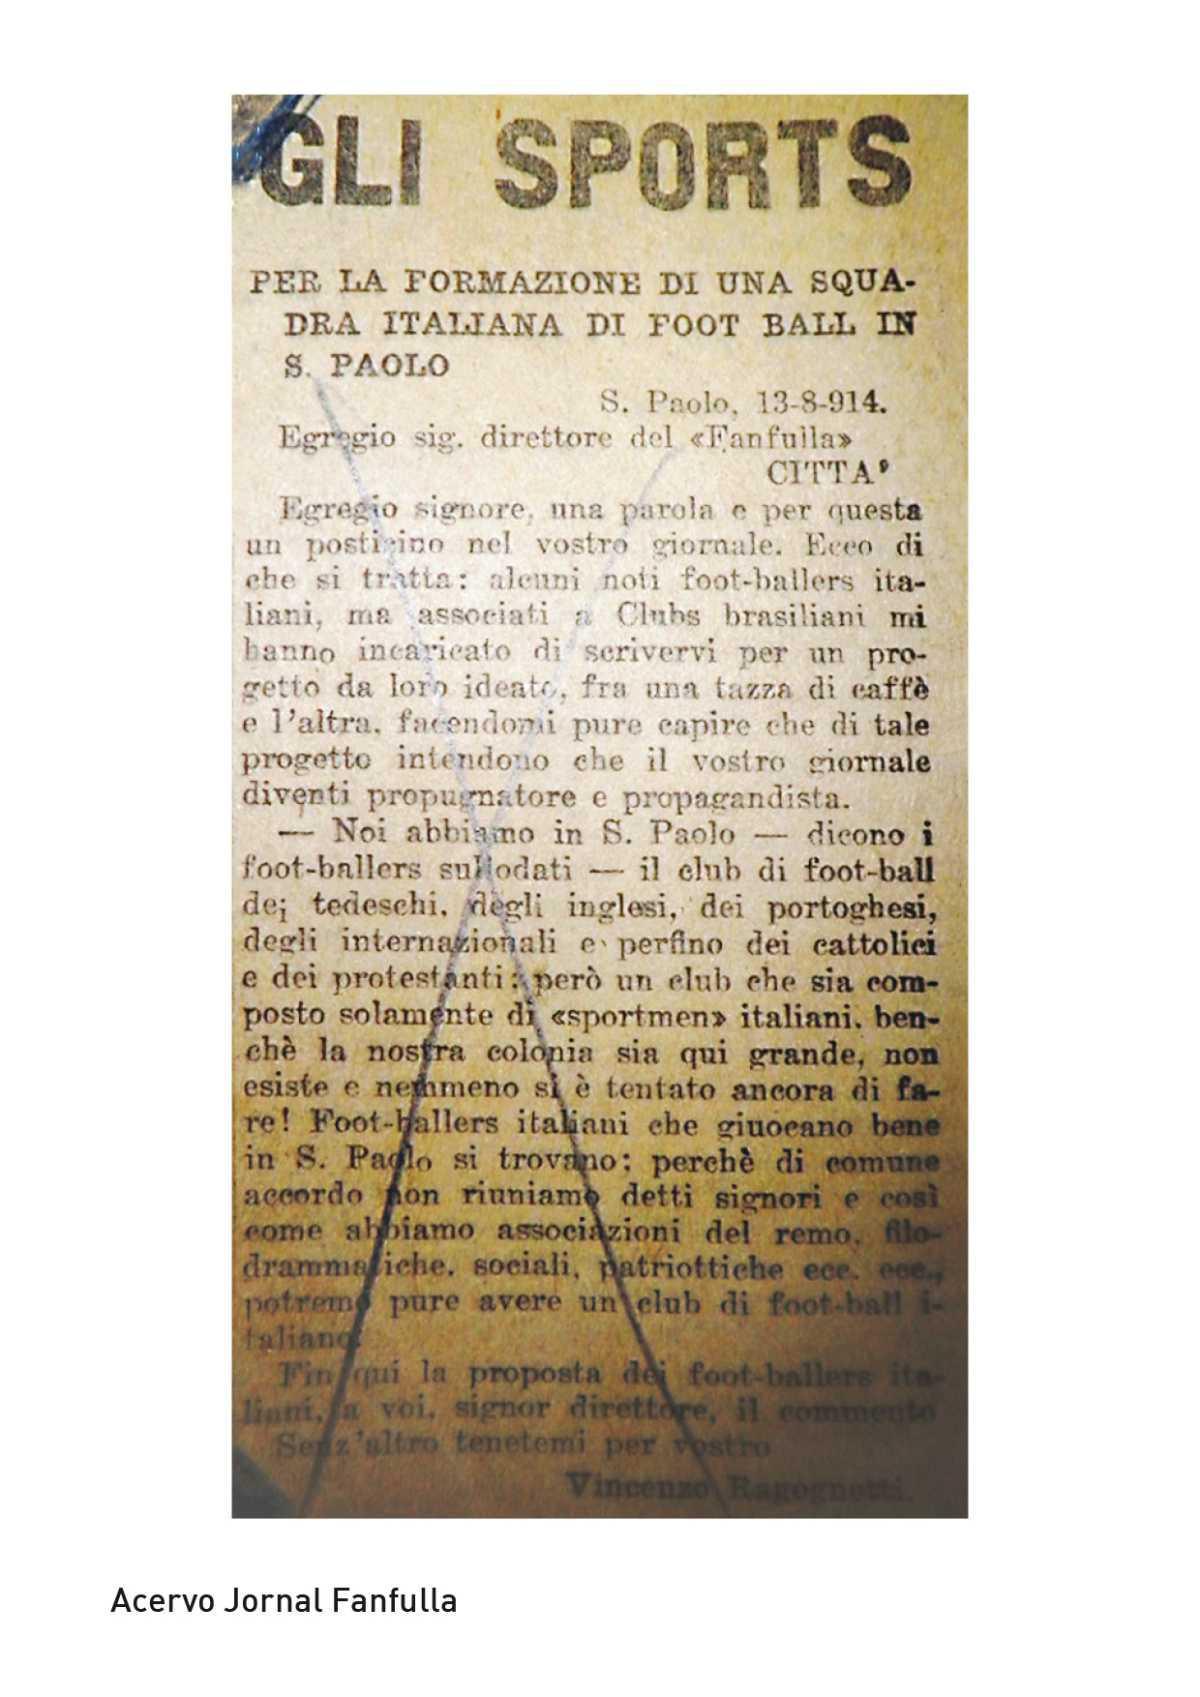 GLI SPORTS
PER LA FORMAZIONE DI UNA SQUA-
DRA ITALIANA DI FOOT BALL IN
S. PAOLO
S. Paolo, 13-8-914.
Egregio sig. direttore del «Fanfulla»
CITTA'
Egregio signore, una parola e per questa
un posticino nel vostro giornale. Ecco di
che si tratta: alcuni noti foot-ballers ita-
liani, ma associati a Clubs brasiliani mi
hanno incaricato di scrivervi per un pro-
getto da loro ideato, fra una tazza di caffè
e l'altra, facendomi pure capire che di tale
progetto intendono che il vostro giornale
diventi propugnatore e propagandista.
— Noi abbiamo in S. Paolo — dicono i
foot-ballers sullodati — il club di foot-ball
dei tedeschi, degli inglesi, dei portoghesi,
degli internazionali e perfino dei cattolici
e dei protestanti; però un club che sia com-
posto solamente di «sportmen» italiani, ben-
chè la nostra colonia sia qui grande, non
esiste e nemmeno si è tentato ancora di fa-
re! Foot-ballers italiani che giuocano bene
in S. Paolo si trovano; perchè di comune
accordo non riuniamo detti signori e così
come abbiamo associazioni del remo, filo-
drammatiche, sociali, patriottiche ecc. ecc.,
potremo pure avere un club di foot-ball i-
taliano?
Fin qui la proposta dei foot-ballers ita-
liani, a voi, signor direttore, il commento
Senz'altro tenetemi per vostro
Vincenzo Ragognetti.
Acervo Jornal Fanfulla